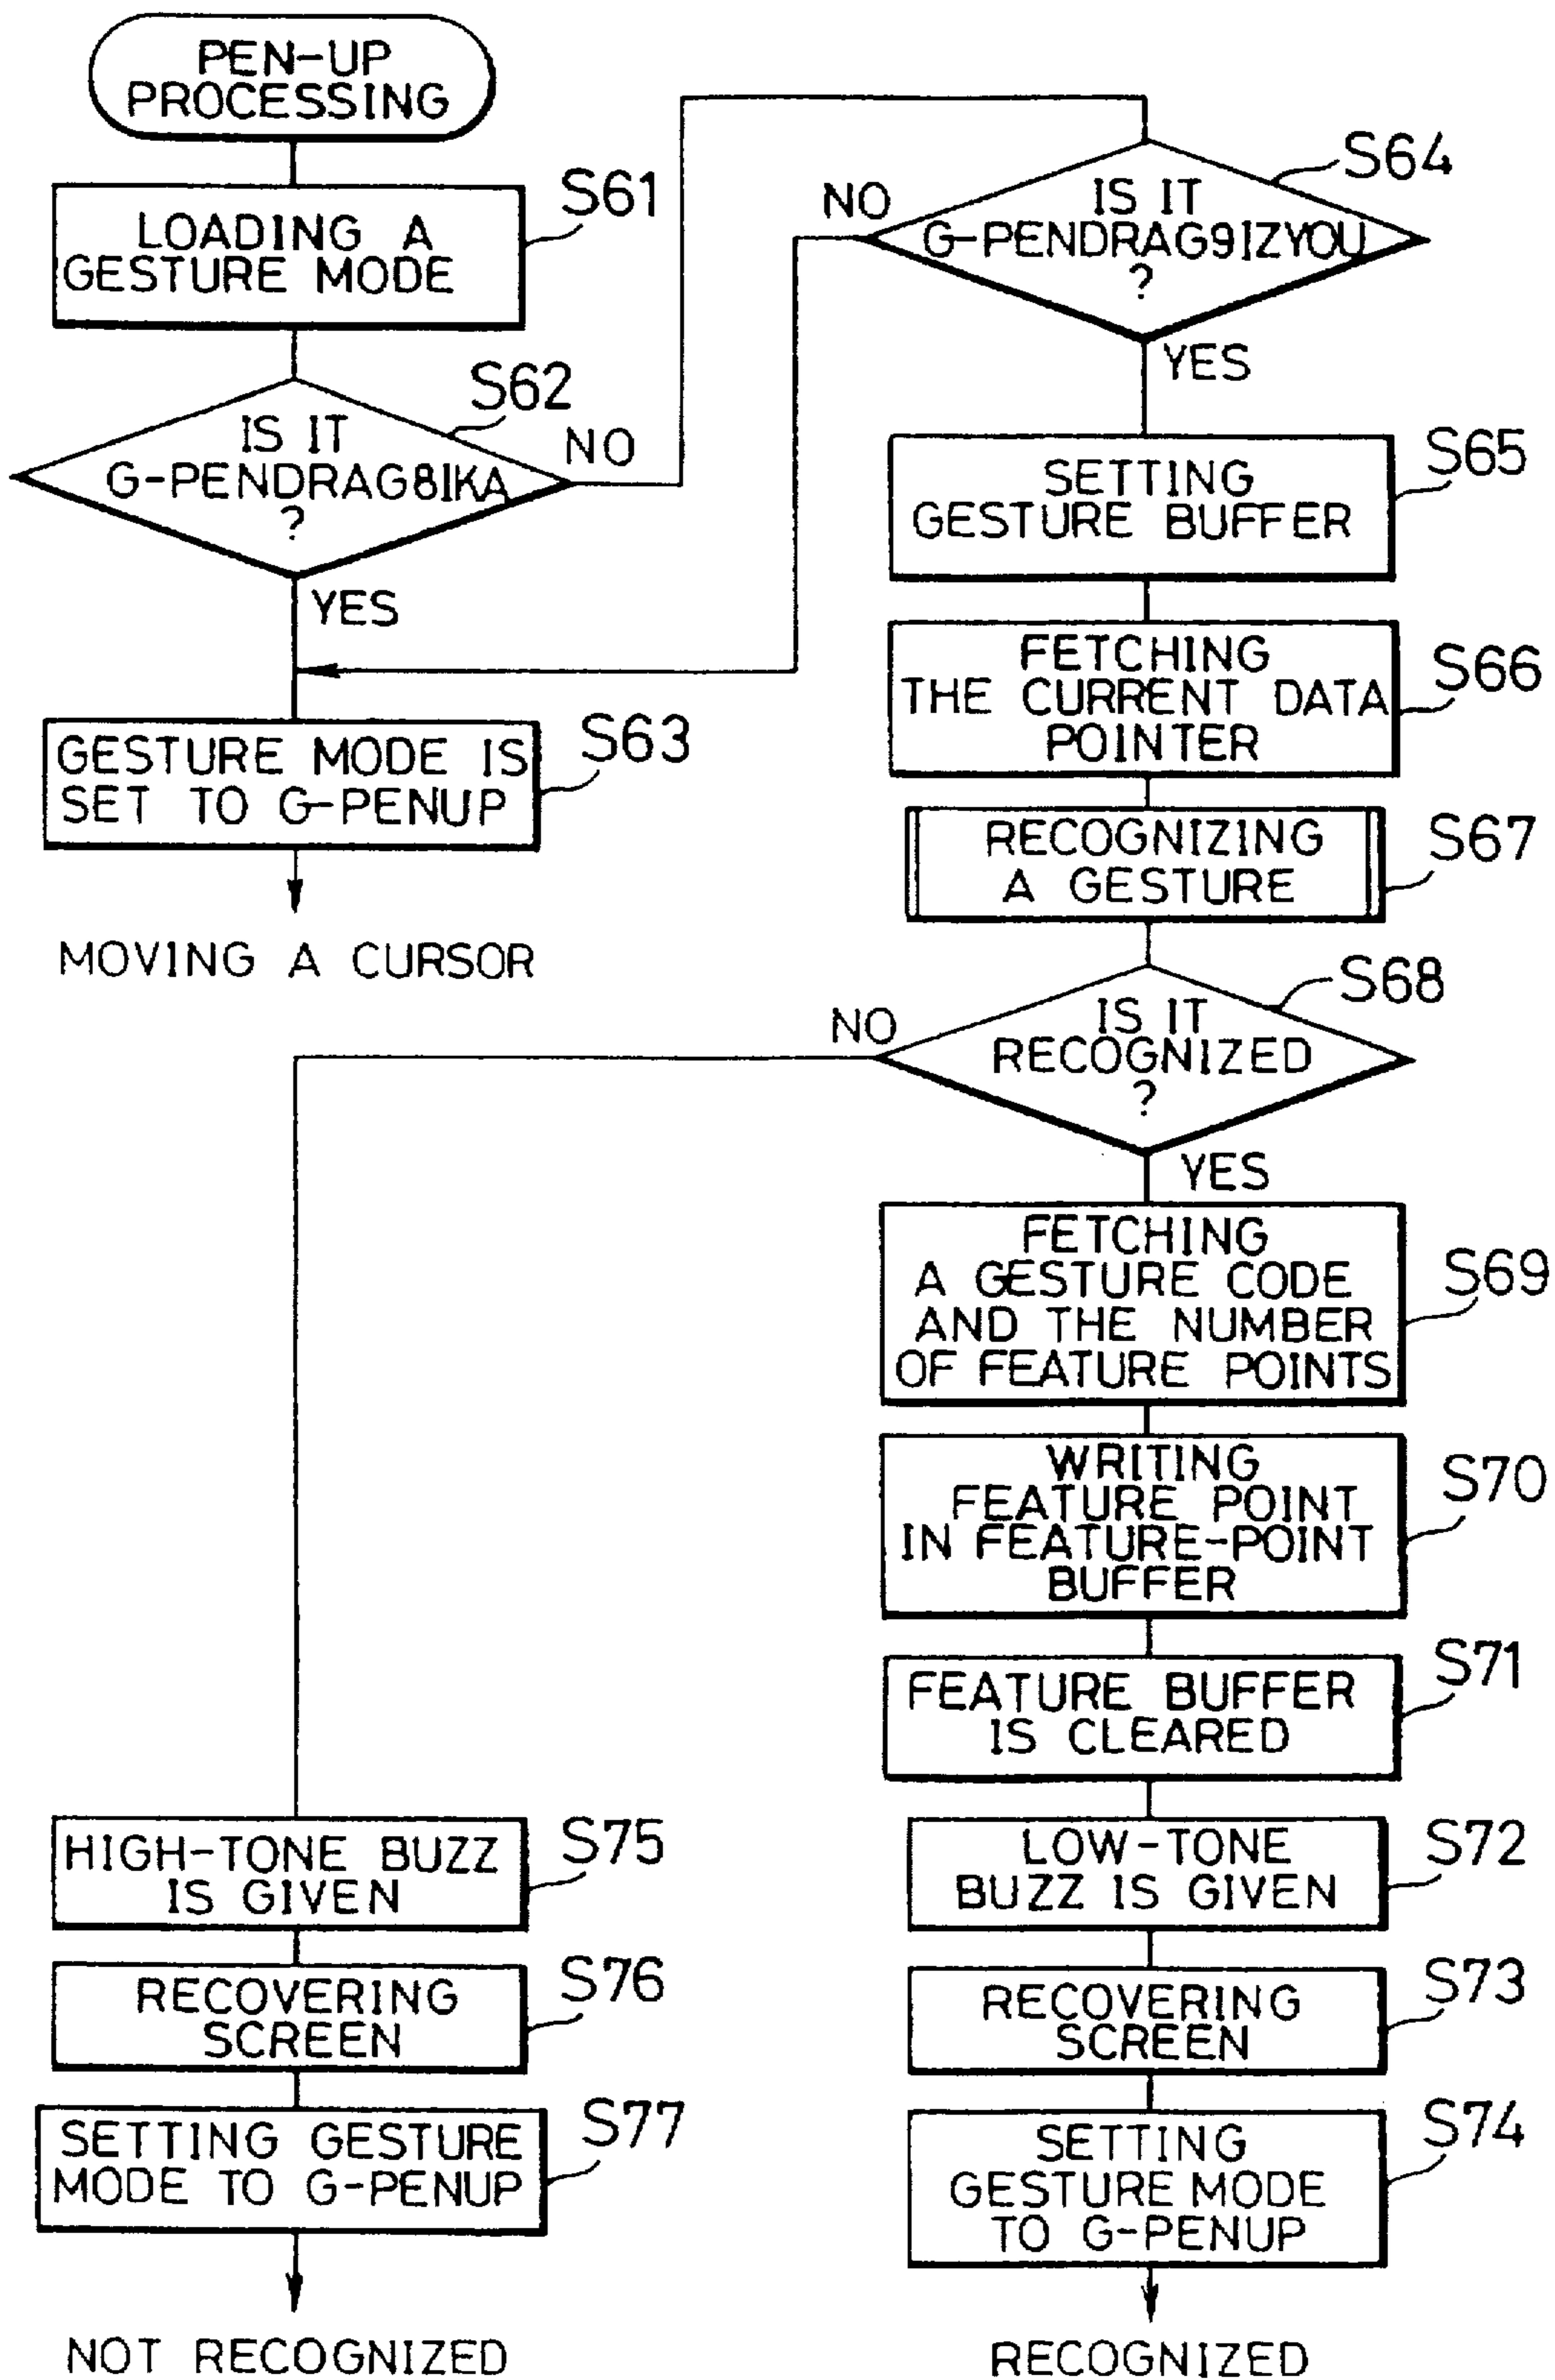 PEN-UP
PROCESSING
S61
LOADING A
GESTURE MODE
S62
IS IT
G-PENDRAG8IKA
?
NO
YES
S63
GESTURE MODE IS
SET TO G-PENUP
MOVING A CURSOR
S64
IS IT
G-PENDRAG9IZYOU
?
NO
YES
S65
SETTING
GESTURE BUFFER
S66
FETCHING
THE CURRENT DATA
POINTER
S67
RECOGNIZING
A GESTURE
S68
IS IT
RECOGNIZED
?
NO
YES
S69
FETCHING
A GESTURE CODE
AND THE NUMBER
OF FEATURE POINTS
S70
WRITING
FEATURE POINT
IN FEATURE-POINT
BUFFER
S71
FEATURE BUFFER
IS CLEARED
S72
LOW-TONE
BUZZ IS GIVEN
S73
RECOVERING
SCREEN
S74
SETTING
GESTURE MODE
TO G-PENUP
RECOGNIZED
S75
HIGH-TONE BUZZ
IS GIVEN
S76
RECOVERING
SCREEN
S77
SETTING GESTURE
MODE TO G-PENUP
NOT RECOGNIZED